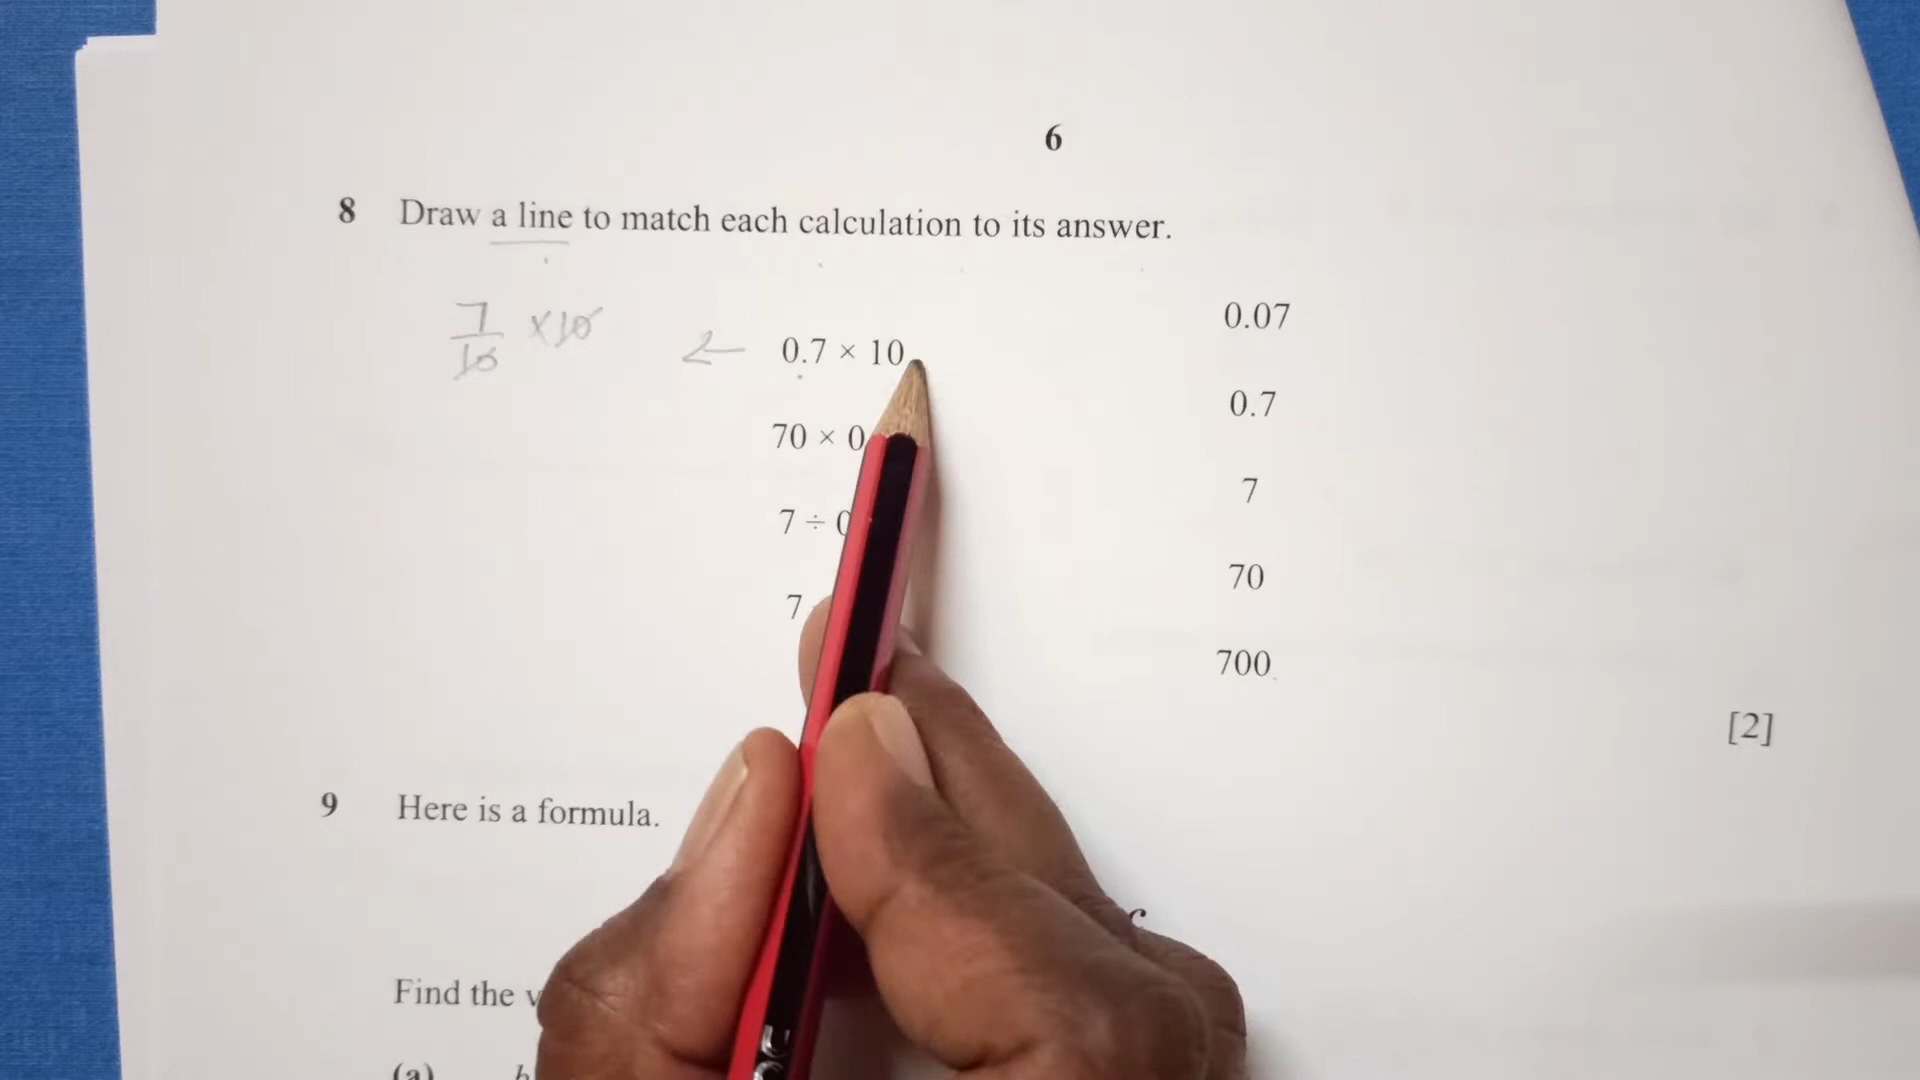 6
8 Draw a line to match each calculation to its answer.
7/10 × 10
← 0.7 × 10
70 × 0
7 ÷ 0
7
0.07
0.7
7
70
700
[2]
9 Here is a formula.
c
Find the
(a) b